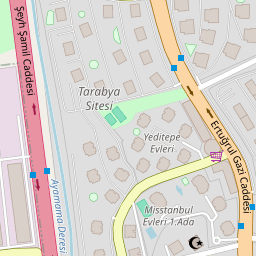 Şeyh Şamil Caddesi
Tarabya
Sitesi
Ertuğrul Gazi Caddesi
Yeditepe
Evleri
Ayamama Deresi
Misstanbul
Evleri 1.Ada